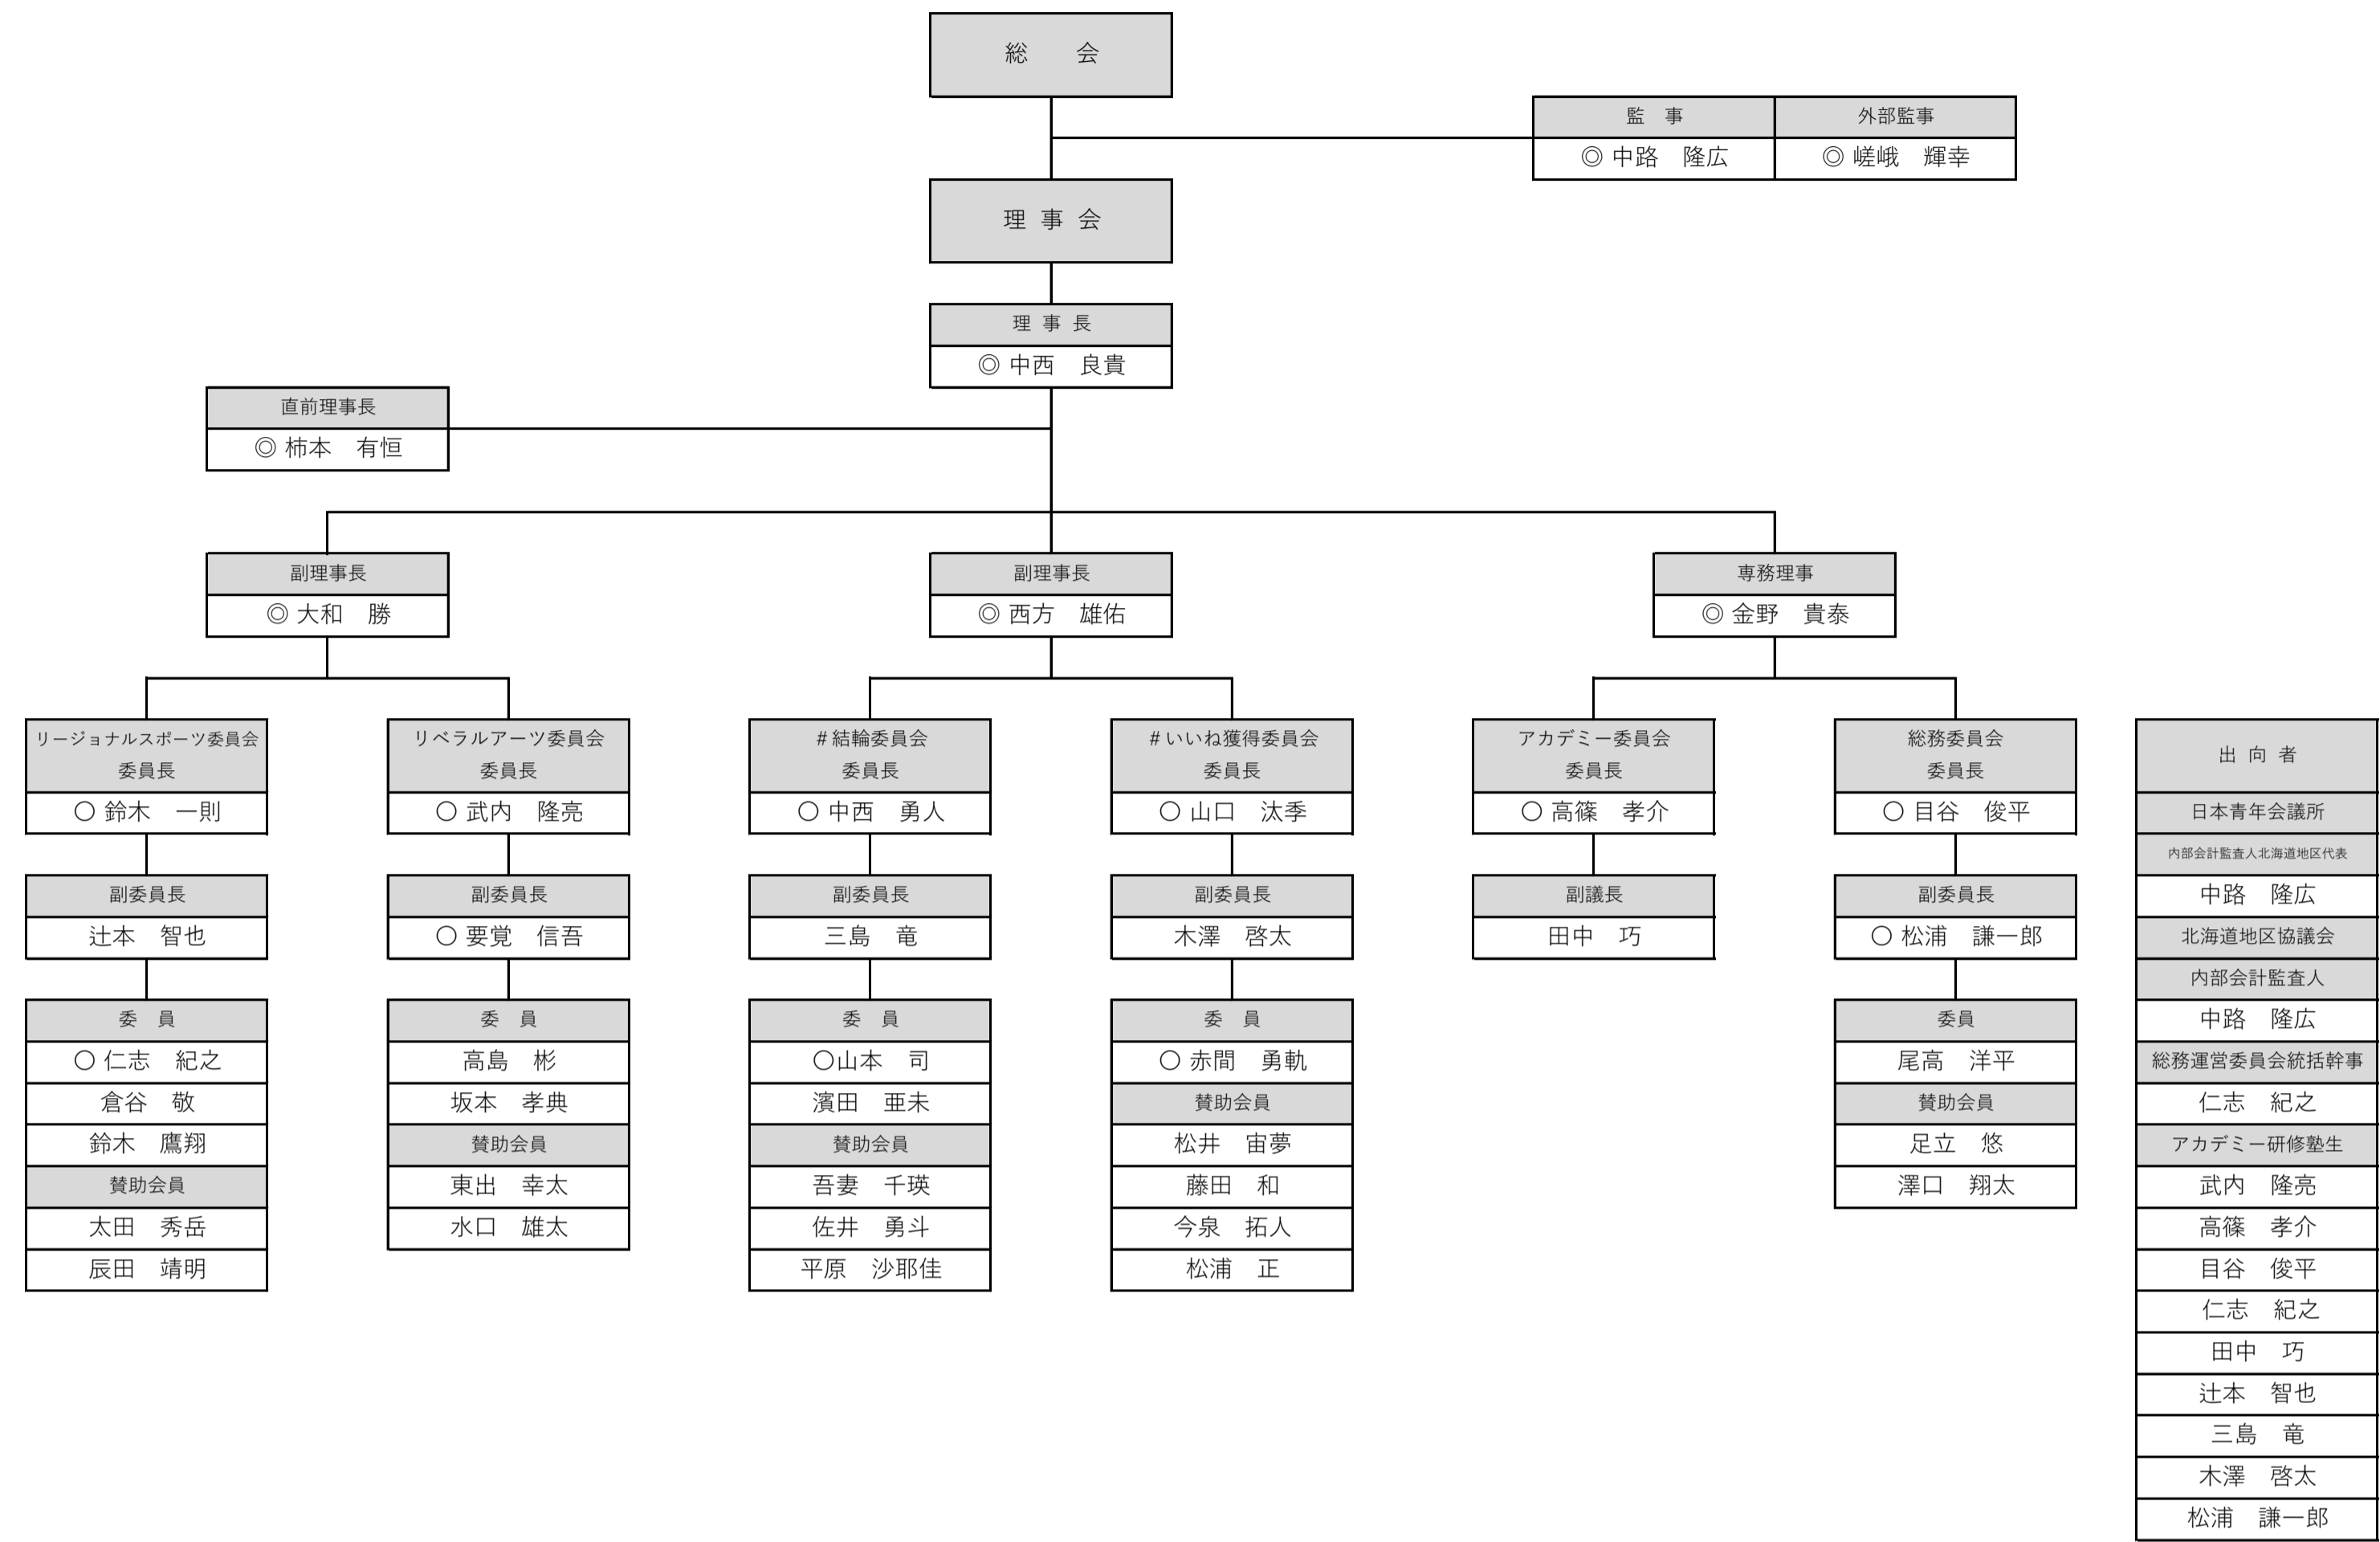 総　会
監　事
外部監事
◎ 中路　隆広
◎ 嵯峨　輝幸
理 事 会
理 事 長
◎ 中西　良貴
直前理事長
◎ 柿本　有恒
副理事長
◎ 大和　勝
副理事長
◎ 西方　雄佑
専務理事
◎ 金野　貴泰
リージョナルスポーツ委員会
委員長
〇 鈴木　一則
副委員長
辻本　智也
委　員
〇 仁志　紀之
倉谷　敬
鈴木　鷹翔
賛助会員
太田　秀岳
辰田　靖明
リベラルアーツ委員会
委員長
〇 武内　隆亮
副委員長
〇 要覚　信吾
委　員
高島　彬
坂本　孝典
賛助会員
東出　幸太
水口　雄太
＃結輪委員会
委員長
〇 中西　勇人
副委員長
三島　竜
委　員
〇山本　司
濱田　亜未
賛助会員
吾妻　千瑛
佐井　勇斗
平原　沙耶佳
＃いいね獲得委員会
委員長
〇 山口　汰季
副委員長
木澤　啓太
委　員
〇 赤間　勇軌
賛助会員
松井　宙夢
藤田　和
今泉　拓人
松浦　正
アカデミー委員会
委員長
〇 高篠　孝介
副議長
田中　巧
総務委員会
委員長
〇 目谷　俊平
副委員長
〇 松浦　謙一郎
委員
尾高　洋平
賛助会員
足立　悠
澤口　翔太
出 向 者
日本青年会議所
内部会計監査人北海道地区代表
中路　隆広
北海道地区協議会
内部会計監査人
中路　隆広
総務運営委員会統括幹事
仁志　紀之
アカデミー研修塾生
武内　隆亮
高篠　孝介
目谷　俊平
仁志　紀之
田中　巧
辻本　智也
三島　竜
木澤　啓太
松浦　謙一郎